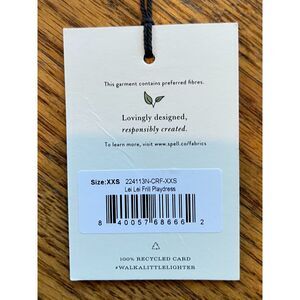 This garment contains preferred fibres.
Lovingly designed,
responsibly created.
To learn more, visit www.spell.co/fabrics
Size:XXS 224113N-CRF-XXS
Lei Lei Frill Playdress
8 40057 68666 2
100% RECYCLED CARD
#WALKALITTLELIGHTER